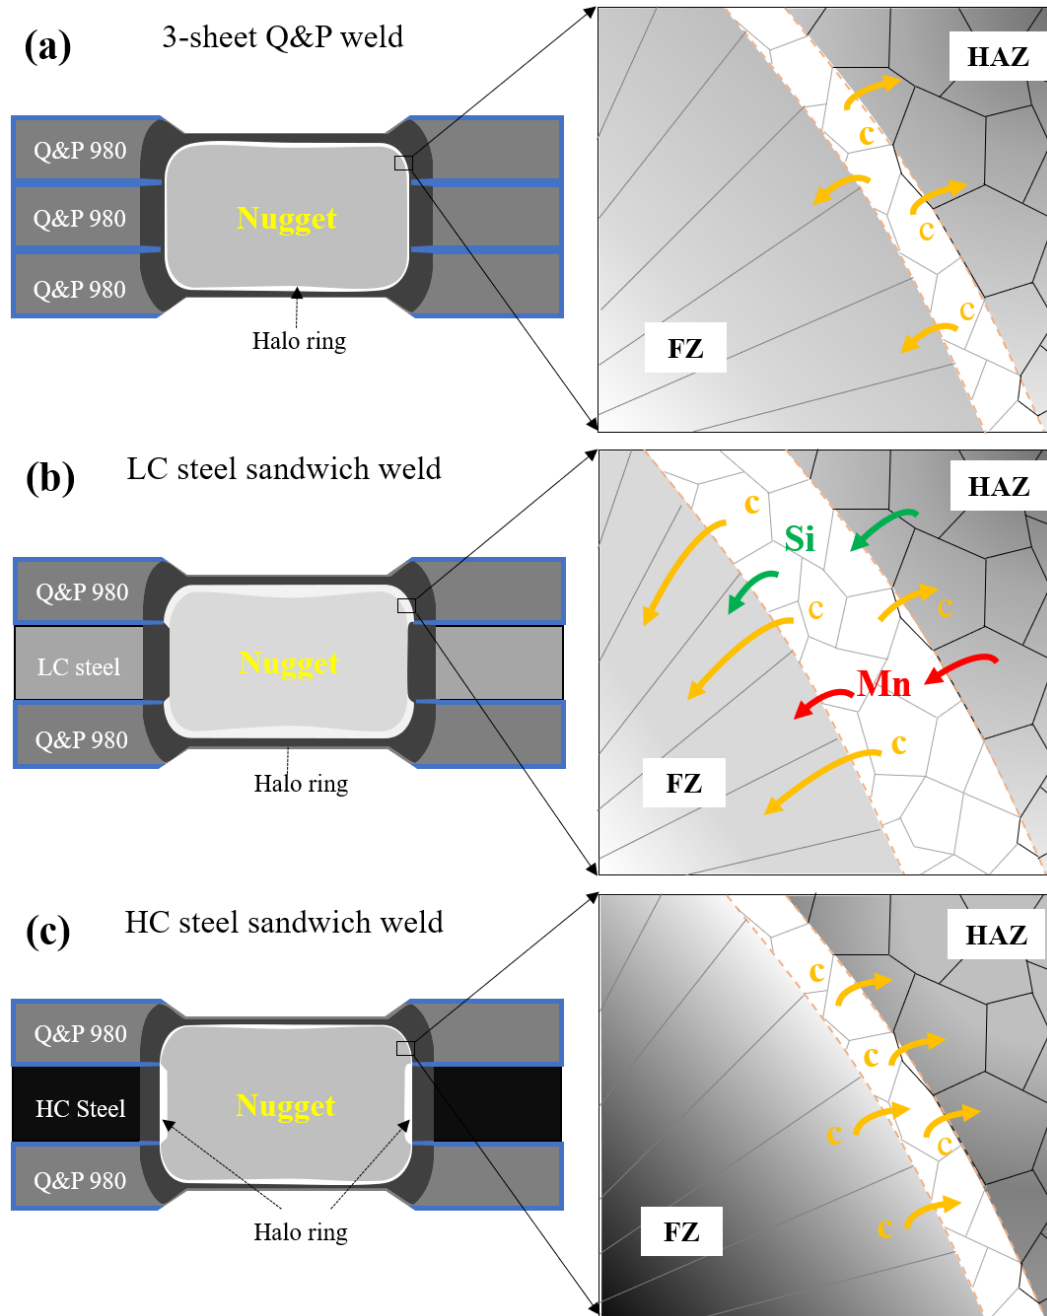 (a)
3-sheet Q&P weld
Q&P 980
Q&P 980
Q&P 980
Nugget
Halo ring
HAZ
c
c
c
FZ
(b)
LC steel sandwich weld
Q&P 980
LC steel
Q&P 980
Nugget
Halo ring
HAZ
c
Si
c
c
Mn
c
FZ
(c)
HC steel sandwich weld
Q&P 980
HC Steel
Q&P 980
Nugget
Halo ring
HAZ
c
c
c
c
c
FZ